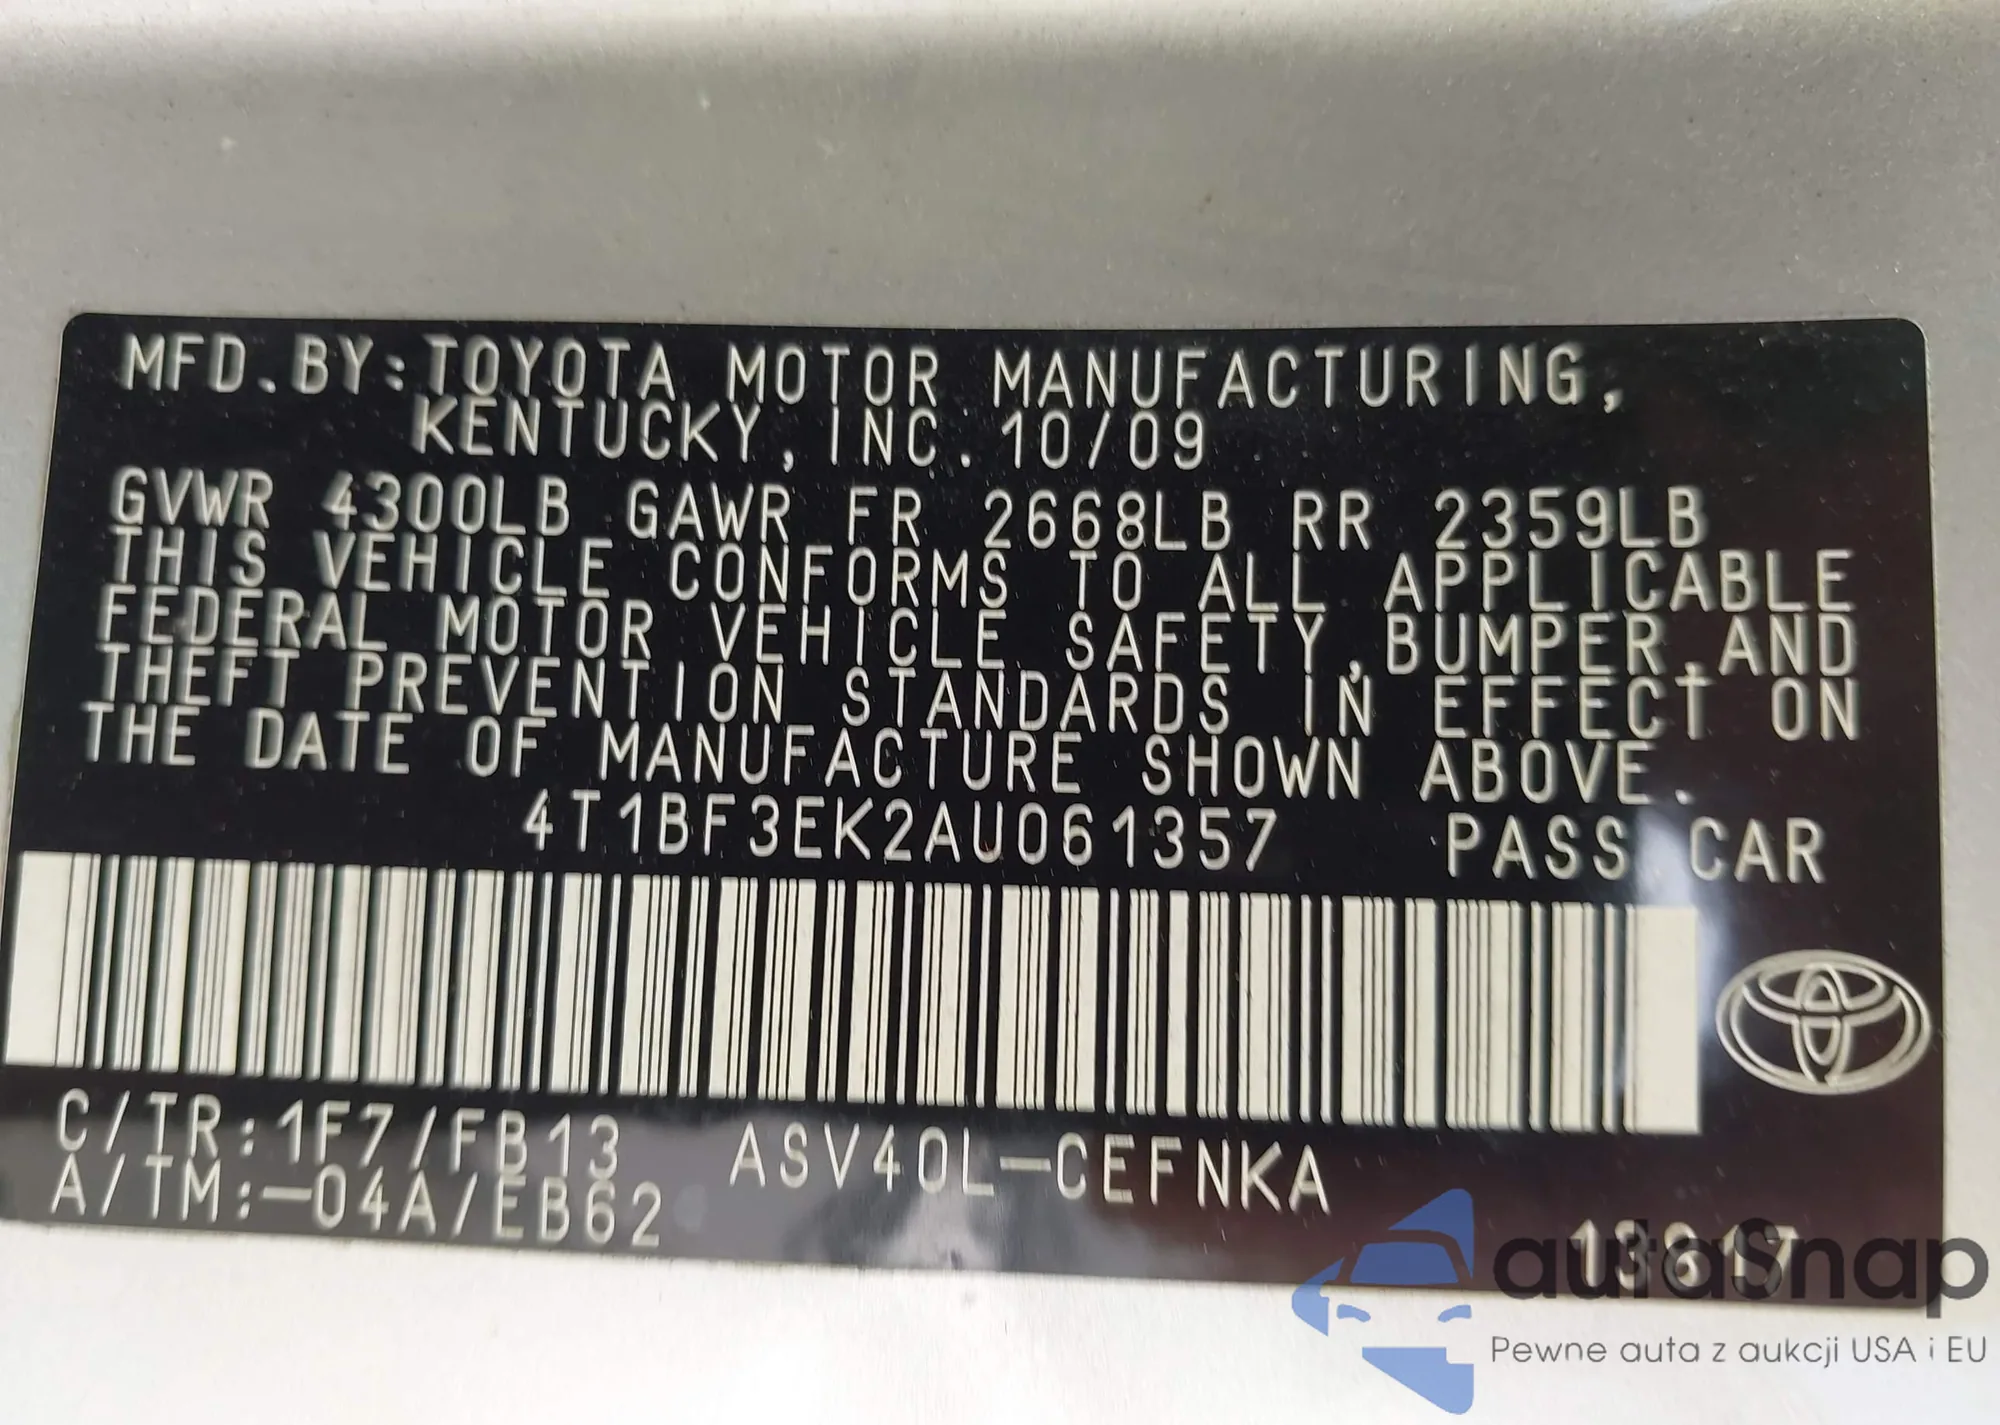 MFD.BY:TOYOTA MOTOR MANUFACTURING,
KENTUCKY, INC. 10/09
GVWR 4300LB GAWR FR 2668LB RR 2359LB
THIS VEHICLE CONFORMS TO ALL APPLICABLE
FEDERAL MOTOR VEHICLE SAFETY,BUMPER,AND
THEFT PREVENTION STANDARDS IN EFFECT ON
THE DATE OF MANUFACTURE SHOWN ABOVE.
4T1BF3EK2AU061357 PASS CAR
C/TR:1F7/FB13 ASV40L-CEFNKA
A/TM:-04A/EB62
autaSnap
Pewne auta z aukcji USA i EU